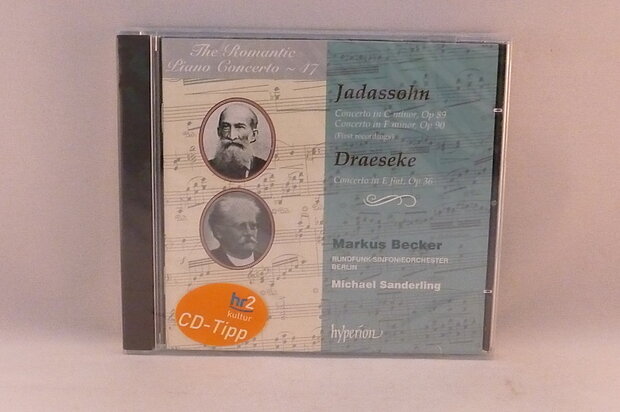 The Romantic
Piano Concerto ~ 47
Jadassohn
Concerto in C minor, Op 89
Concerto in F minor, Op 90
(First recordings)
Draeseke
Concerto in E flat, Op 36
Markus Becker
RUNDFUNK-SINFONIEORCHESTER
BERLIN
Michael Sanderling
hyperion
hr2
kultur
CD-Tipp